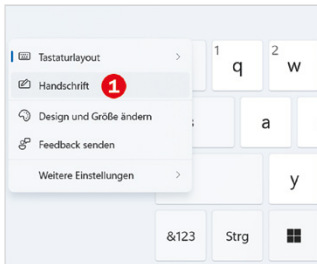 Tastaturlayout
Handschrift 1
Design und Größe ändern
Feedback senden
Weitere Einstellungen
1 q 2 w
a
y
&123 Strg